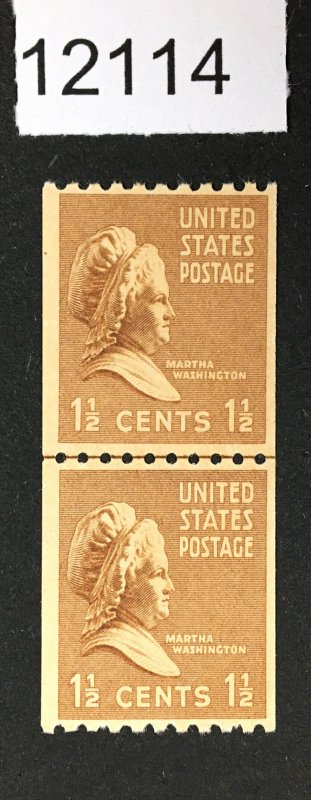 12114
UNITED
STATES
POSTAGE
MARTHA
WASHINGTON
1½ CENTS 1½
UNITED
STATES
POSTAGE
MARTHA
WASHINGTON
1½ CENTS 1½